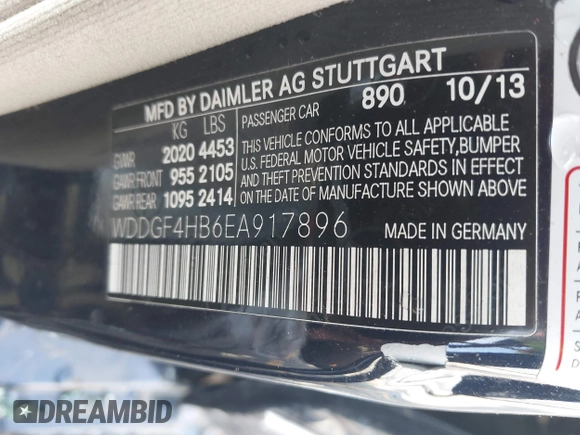 MFD BY DAIMLER AG STUTTGART
KG LBS
GVWR 2020 4453
GAWR FRONT 955 2105
GAWR REAR 1095 2414
PASSENGER CAR 890 10/13
THIS VEHICLE CONFORMS TO ALL APPLICABLE
U.S. FEDERAL MOTOR VEHICLE SAFETY,BUMPER
AND THEFT PREVENTION STANDARDS IN EFFECT
ON THE DATE OF MANUFACTURE SHOWN ABOVE
WDDGF4HB6EA917896 MADE IN GERMANY
DREAMBID